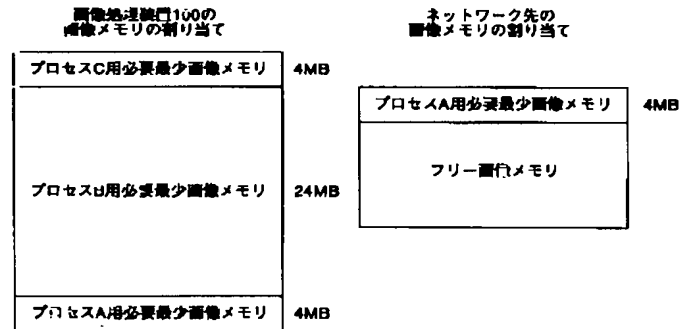 画像処理装置100の
画像メモリの割り当て
プロセスC用必要最少画像メモリ 4MB
プロセスB用必要最少画像メモリ 24MB
プロセスA用必要最少画像メモリ 4MB
ネットワーク先の
画像メモリの割り当て
プロセスA用必要最少画像メモリ 4MB
フリー画像メモリ